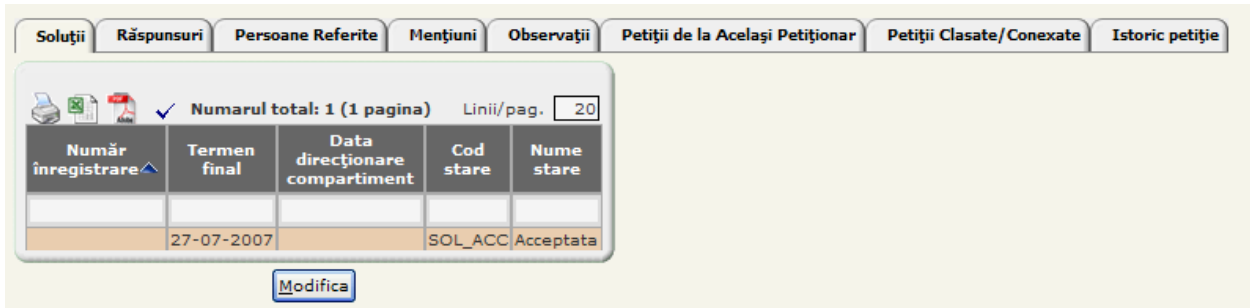 Soluţii Răspunsuri Persoane Referite Menţiuni Observaţii Petiţii de la Acelaşi Petiţionar Petiţii Clasate/Conexate Istoric petiţie
Numarul total: 1 (1 pagina) Linii/pag. 20
Număr înregistrare Termen final Data direcţionare compartiment Cod stare Nume stare
27-07-2007 SOL_ACC Acceptata
Modifica